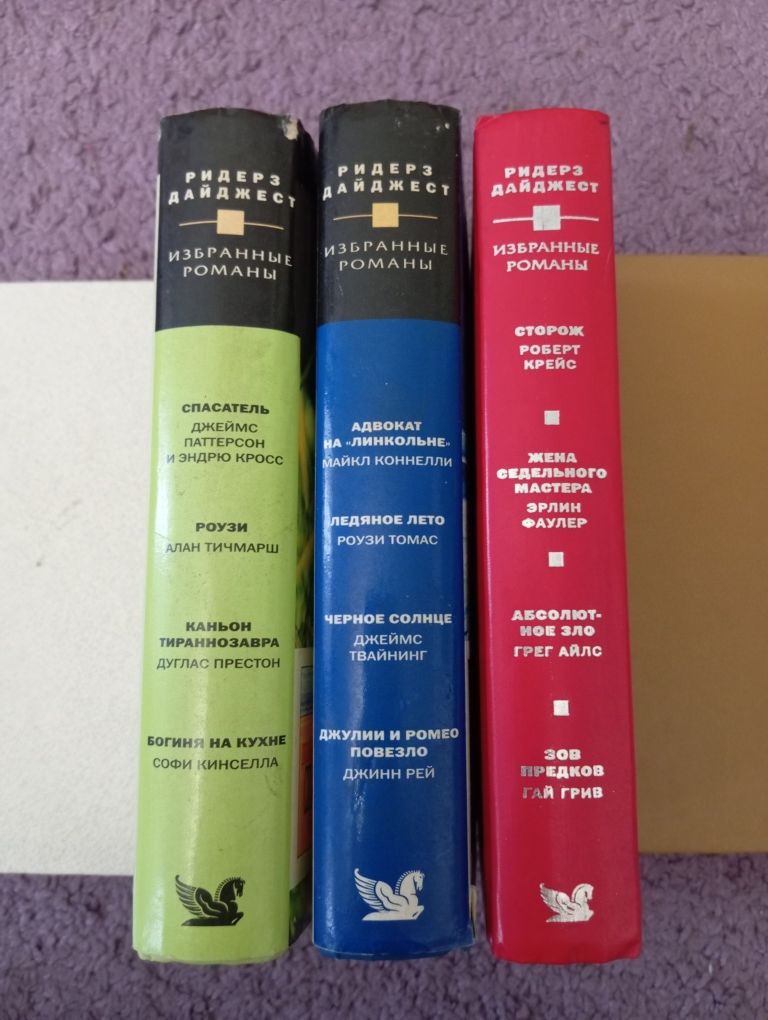 РИДЕРЗ
ДАЙДЖЕСТ
ИЗБРАННЫЕ
РОМАНЫ
СПАСАТЕЛЬ
ДЖЕЙМС
ПАТТЕРСОН
И ЭНДРЮ КРОСС
РОУЗИ
АЛАН ТИЧМАРШ
КАНЬОН
ТИРАННОЗАВРА
ДУГЛАС ПРЕСТОН
БОГИНЯ НА КУХНЕ
СОФИ КИНСЕЛЛА
РИДЕРЗ
ДАЙДЖЕСТ
ИЗБРАННЫЕ
РОМАНЫ
АДВОКАТ
НА «ЛИНКОЛЬНЕ»
МАЙКЛ КОННЕЛЛИ
ЛЕДЯНОЕ ЛЕТО
РОУЗИ ТОМАС
ЧЕРНОЕ СОЛНЦЕ
ДЖЕЙМС
ТВАЙНИНГ
ДЖУЛИИ И РОМЕО
ПОВЕЗЛО
ДЖИНН РЕЙ
РИДЕРЗ
ДАЙДЖЕСТ
ИЗБРАННЫЕ
РОМАНЫ
СТОРОЖ
РОБЕРТ
КРЕЙС
ЖЕНА
СЕДЕЛЬНОГО
МАСТЕРА
ЭРЛИН
ФАУЛЕР
АБСОЛЮТ-
НОЕ ЗЛО
ГРЕГ АЙЛС
ЗОВ
ПРЕДКОВ
ГАЙ ГРИВ